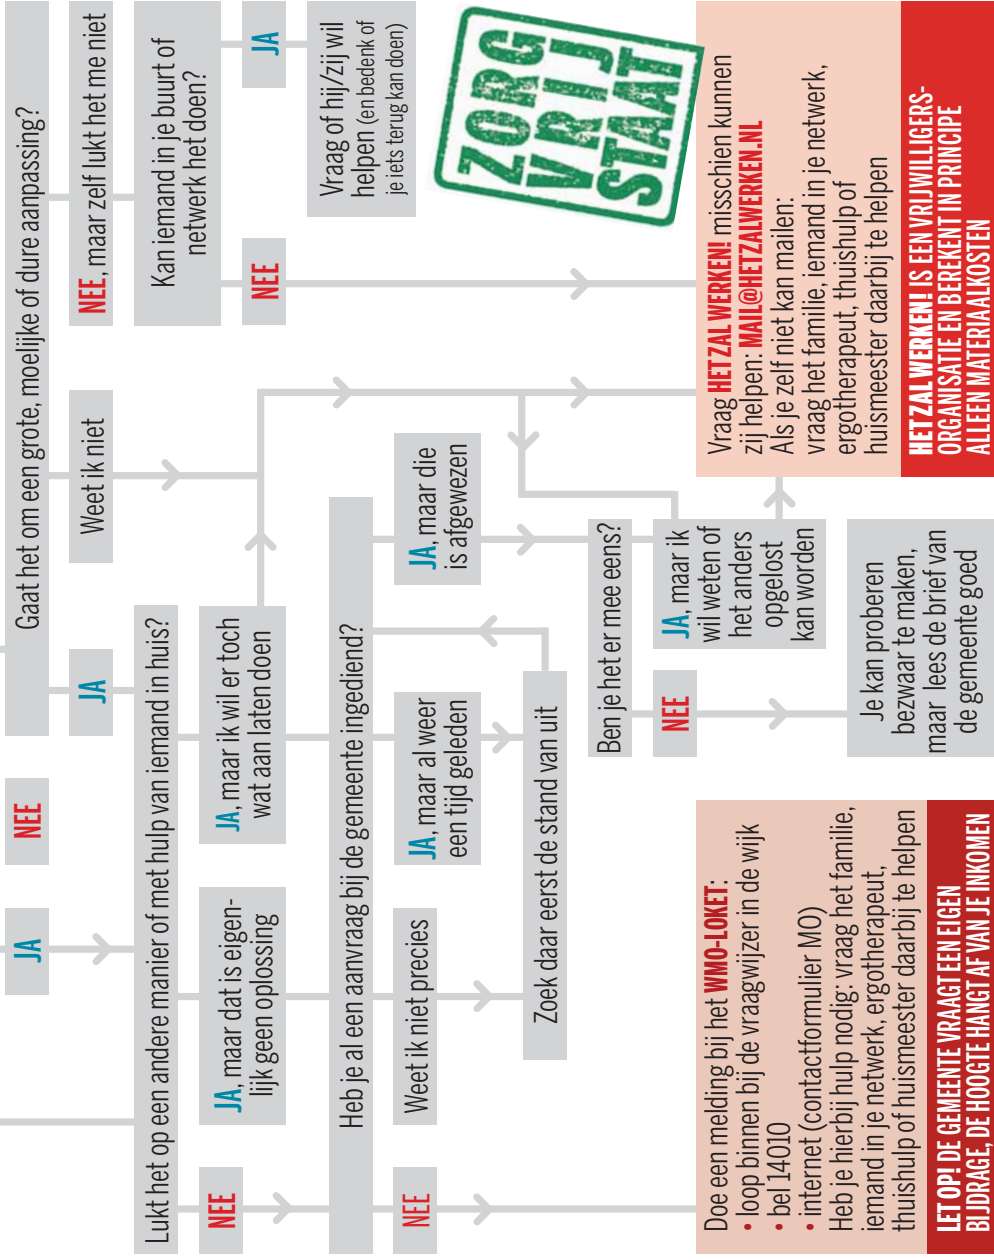 JA
NEE
Gaat het om een grote, moeilijke of dure aanpassing?
JA
Weet ik niet
NEE, maar zelf lukt het me niet
Lukt het op een andere manier of met hulp van iemand in huis?
Kan iemand in je buurt of
netwerk het doen?
NEE
JA, maar dat is eigen-
lijk geen oplossing
JA, maar ik wil er toch
wat aan laten doen
NEE
JA
Vraag of hij/zij wil
helpen (en bedenk of
je iets terug kan doen)
Heb je al een aanvraag bij de gemeente ingediend?
NEE
Weet ik niet precies
JA, maar al weer
een tijd geleden
JA, maar die
is afgewezen
Zoek daar eerst de stand van uit
Ben je het er mee eens?
NEE
JA, maar ik
wil weten of
het anders
opgelost
kan worden
Je kan proberen
bezwaar te maken,
maar lees de brief van
de gemeente goed
ZORG
VRIJ
STAAT
Doe een melding bij het WMO-LOKET:
• loop binnen bij de vraagwijzer in de wijk
• bel 14010
• internet (contactformulier MO)
Heb je hierbij hulp nodig: vraag het familie,
iemand in je netwerk, ergotherapeut,
thuishulp of huismeester daarbij te helpen
LET OP! DE GEMEENTE VRAAGT EEN EIGEN
BIJDRAGE, DE HOOGTE HANGT AF VAN JE INKOMEN
Vraag HET ZAL WERKEN! misschien kunnen
zij helpen: MAIL@HETZALWERKEN.NL
Als je zelf niet kan mailen:
vraag het familie, iemand in je netwerk,
ergotherapeut, thuishulp of
huismeester daarbij te helpen
HET ZAL WERKEN! IS EEN VRIJWILLIGERS-
ORGANISATIE EN BEREKENT IN PRINCIPE
ALLEEN MATERIAALKOSTEN